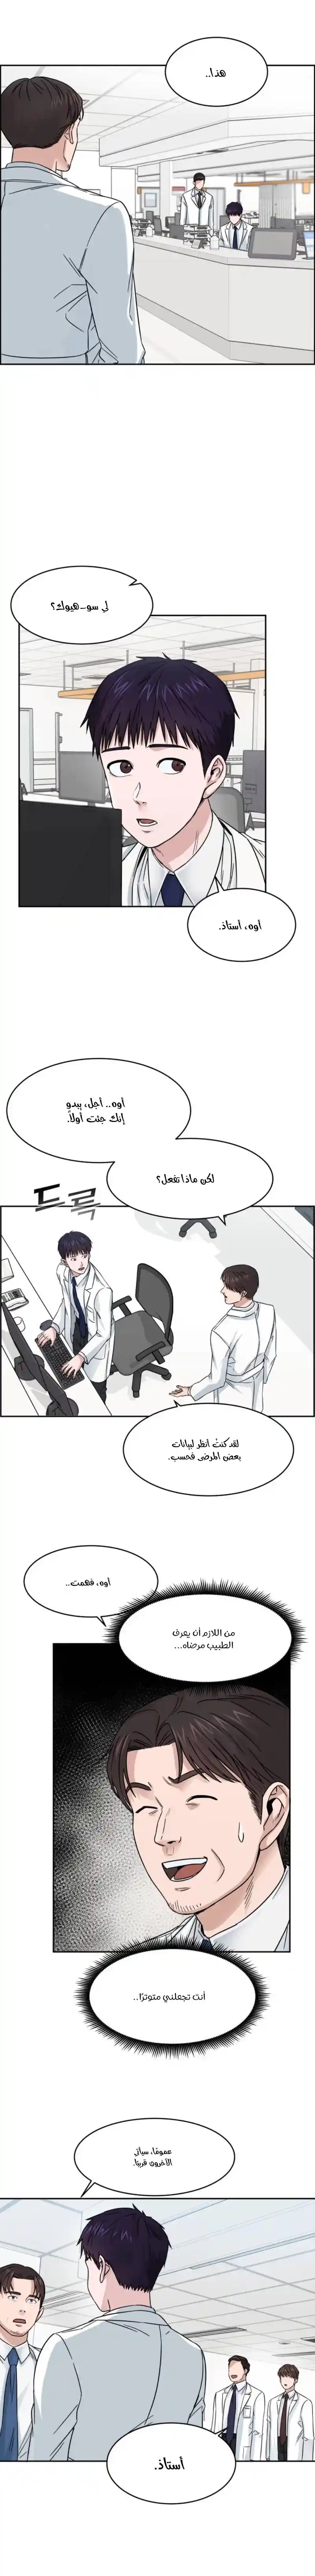 هذا..
لي سو-هيوك؟
أوه، أستاذ.
أوه.. أجل، يبدو
إنك جئت أولاً.
لكن ماذا تفعل؟
드륵
لقد كنتُ أنظر لبيانات
بعض المرضى فحسب.
أوه، فهمت..
من اللازم أن يعرف
الطبيب مرضاه...
أنت تجعلني متوترًا..
عمومًا، سيأتي
الآخرون قريبًا.
أستاذ.